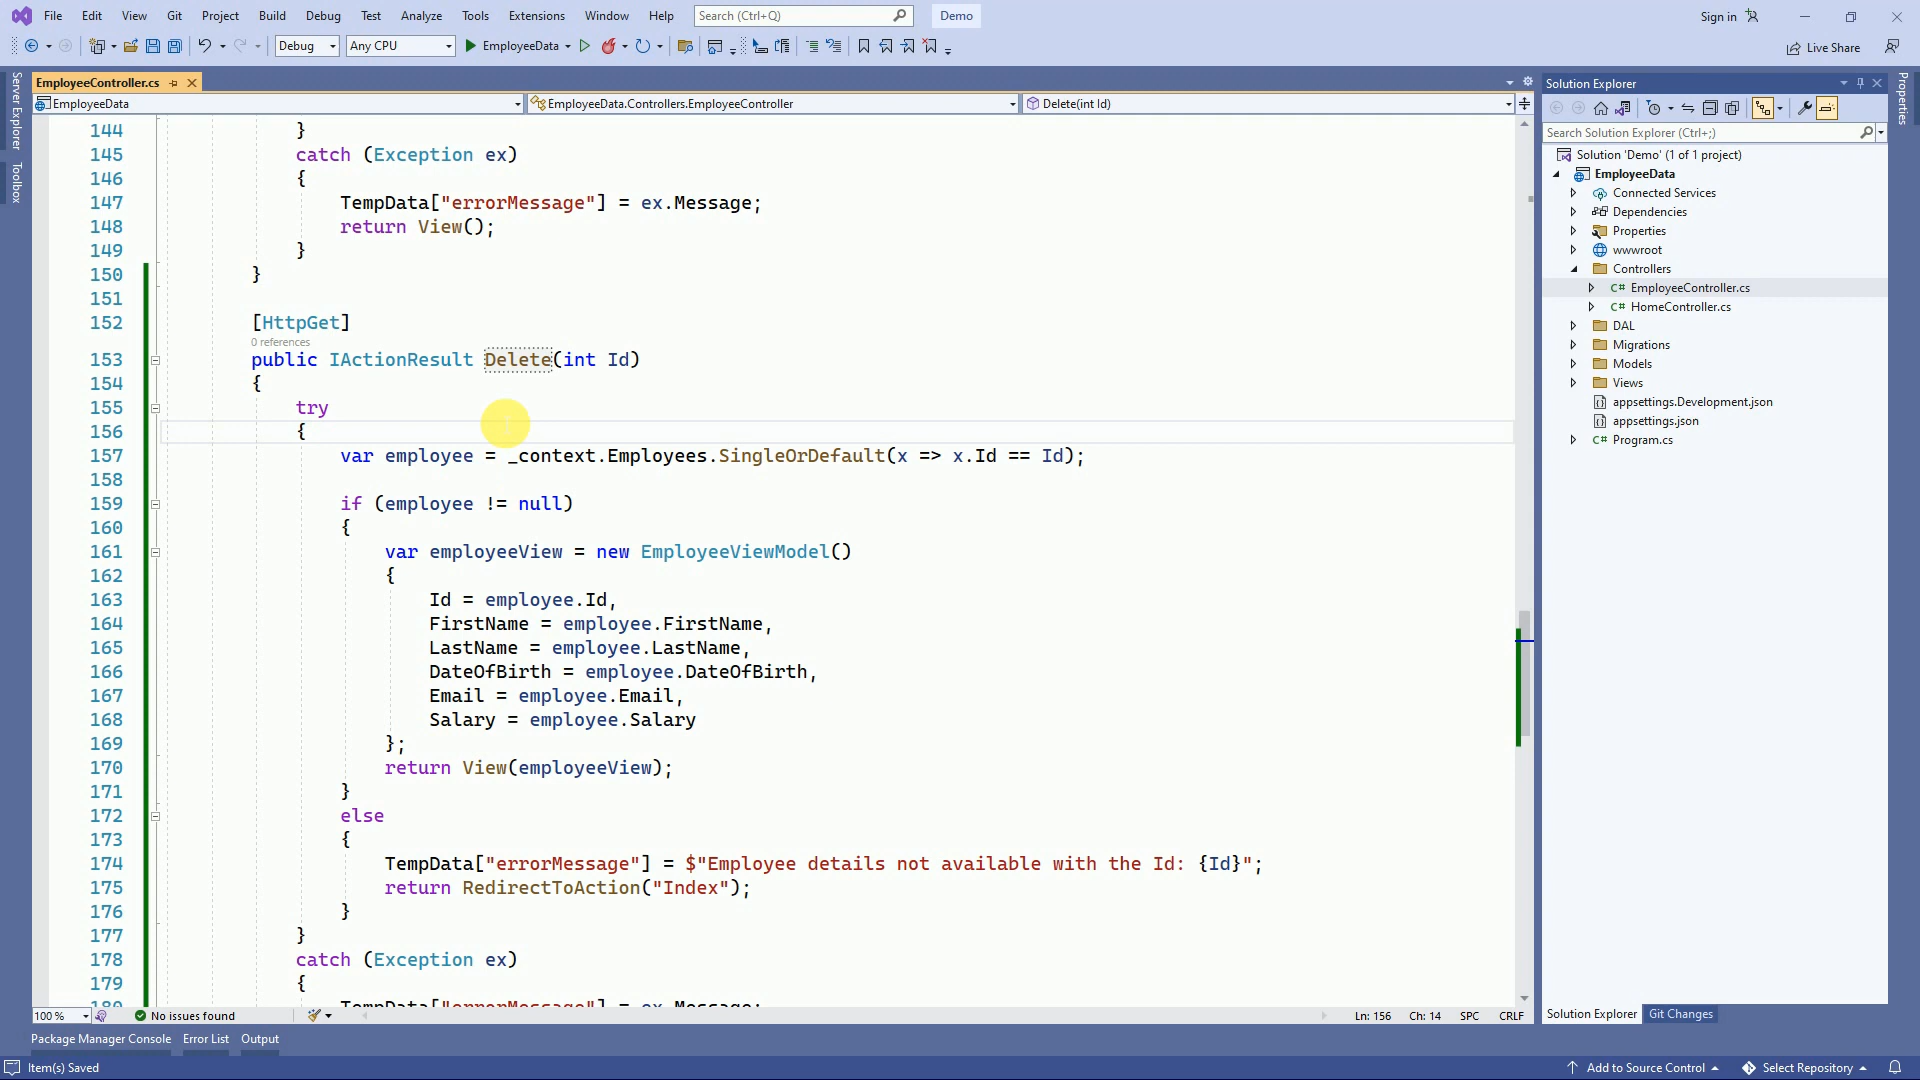 File Edit View Git Project Build Debug Test Analyze Tools Extensions Window Help Search (Ctrl+Q) Demo Sign in
Debug Any CPU EmployeeData Live Share
Server Explorer
Toolbox
EmployeeController.cs
EmployeeData EmployeeData.Controllers.EmployeeController Delete(int Id)
144 }
145 catch (Exception ex)
146 {
147 TempData["errorMessage"] = ex.Message;
148 return View();
149 }
150 }
151
152 [HttpGet]
0 references
153 public IActionResult Delete(int Id)
154 {
155 try
156 {
157 var employee = _context.Employees.SingleOrDefault(x => x.Id == Id);
158
159 if (employee != null)
160 {
161 var employeeView = new EmployeeViewModel()
162 {
163 Id = employee.Id,
164 FirstName = employee.FirstName,
165 LastName = employee.LastName,
166 DateOfBirth = employee.DateOfBirth,
167 Email = employee.Email,
168 Salary = employee.Salary
169 };
170 return View(employeeView);
171 }
172 else
173 {
174 TempData["errorMessage"] = $"Employee details not available with the Id: {Id}";
175 return RedirectToAction("Index");
176 }
177 }
178 catch (Exception ex)
179 {
180 TempData["errorMessage"] = ex.Message;
100 % No issues found Ln: 156 Ch: 14 SPC CRLF
Package Manager Console Error List Output
Item(s) Saved Add to Source Control Select Repository
Solution Explorer
Search Solution Explorer (Ctrl+;)
Solution 'Demo' (1 of 1 project)
EmployeeData
Connected Services
Dependencies
Properties
wwwroot
Controllers
C# EmployeeController.cs
C# HomeController.cs
DAL
Migrations
Models
Views
appsettings.Development.json
appsettings.json
C# Program.cs
Solution Explorer Git Changes
Properties